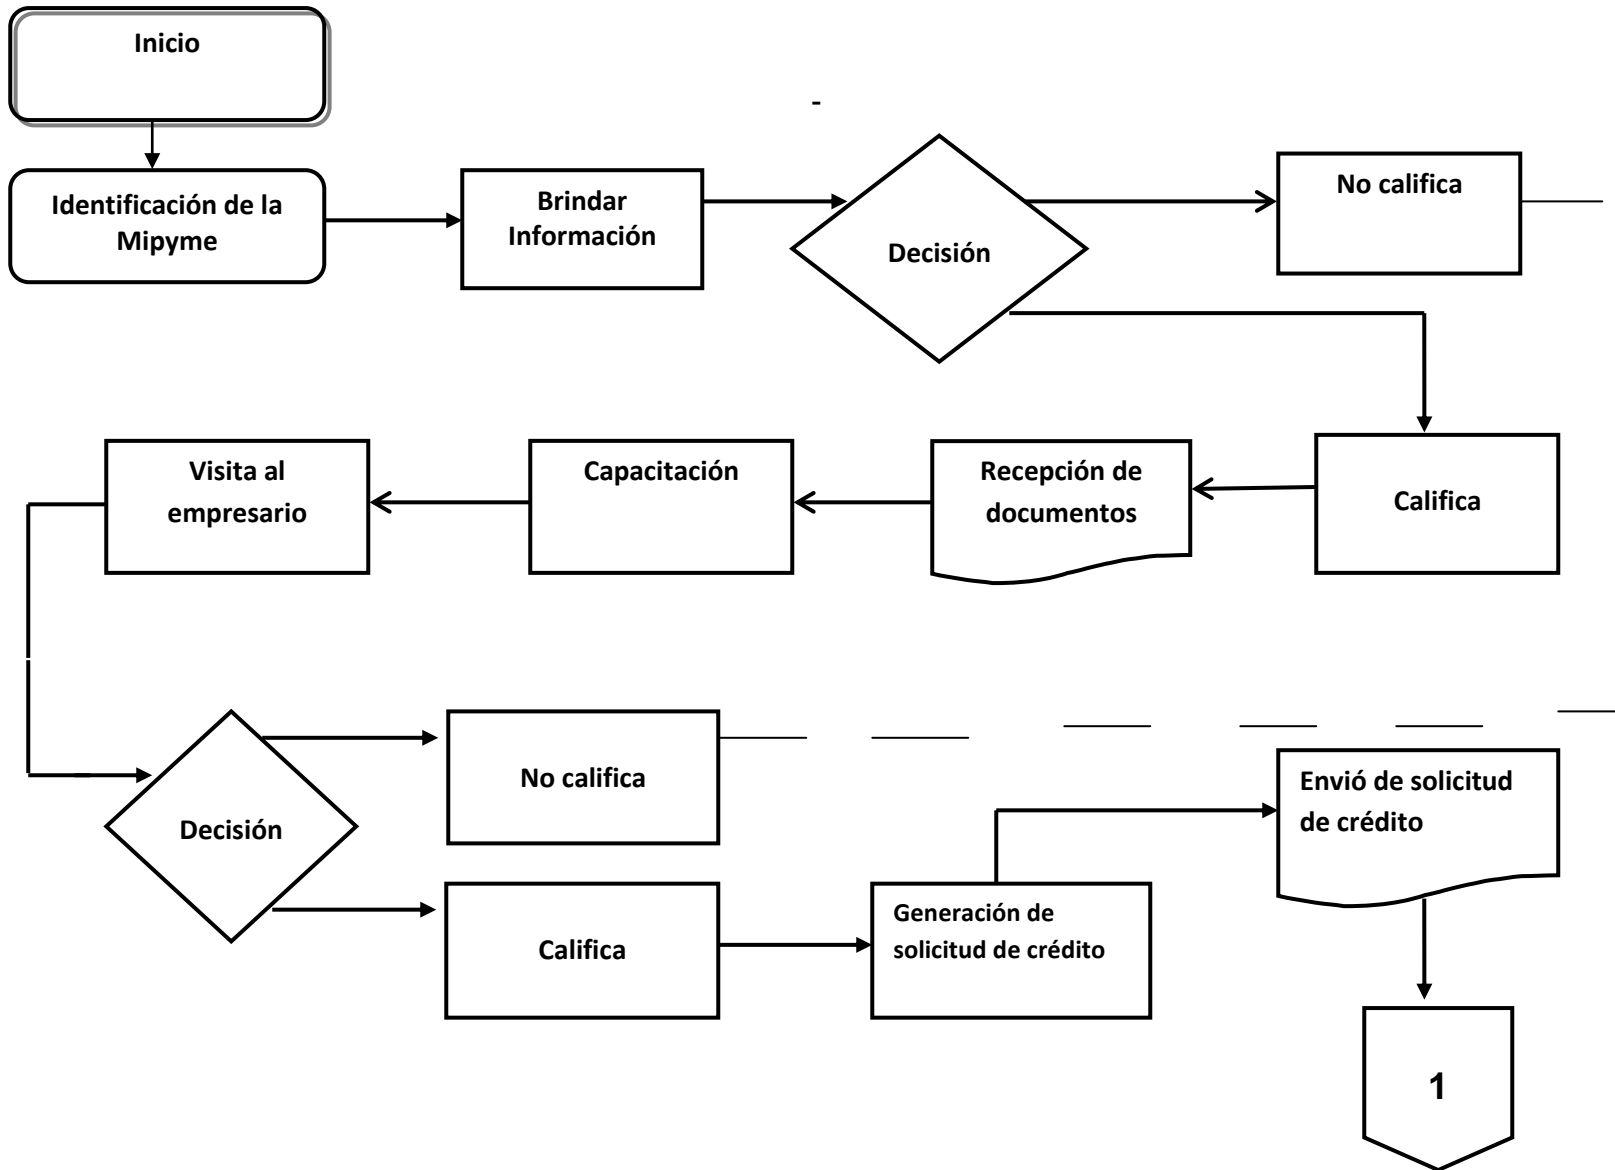 Inicio
-
Identificación de la
Mipyme
Brindar
Información
Decisión
No califica
Visita al
empresario
Capacitación
Recepción de
documentos
Califica
Decisión
No califica
Envió de solicitud
de crédito
Califica
Generación de
solicitud de crédito
1